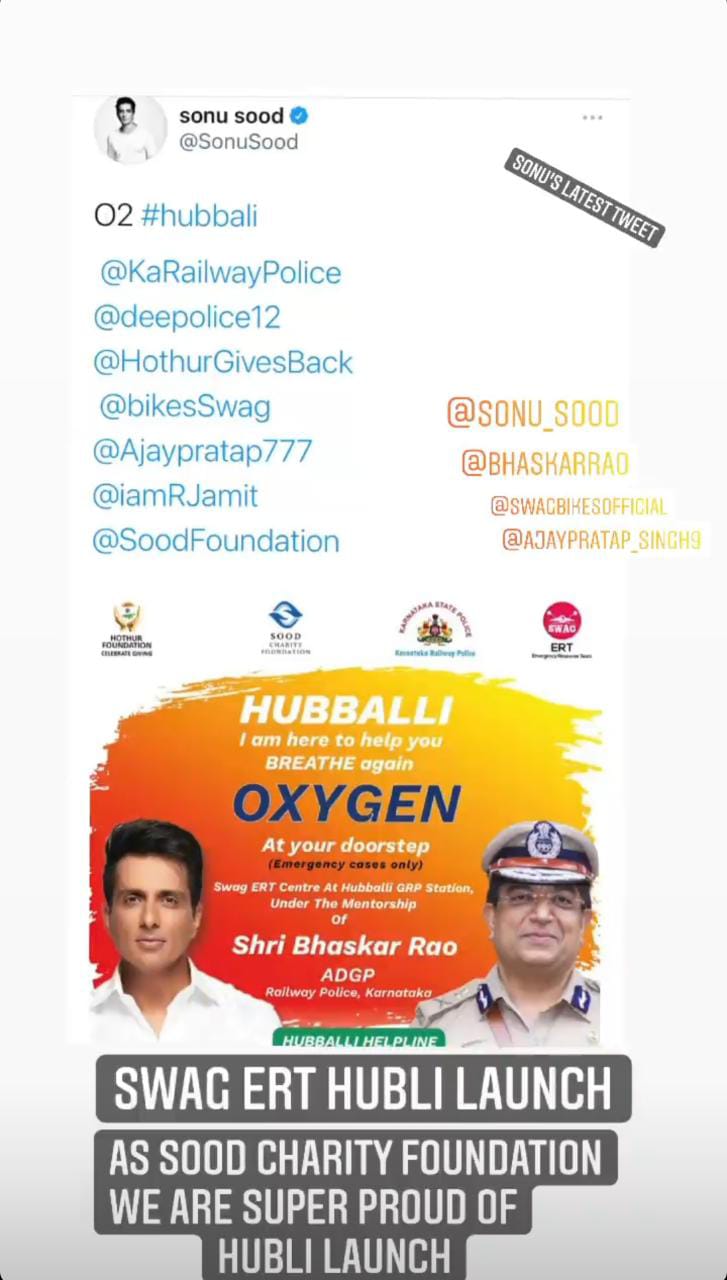 sonu sood
@SonuSood
SONU'S LATEST TWEET
O2 #hubbali
@KaRailwayPolice
@deepolice12
@HothurGivesBack
@bikesSwag
@Ajaypratap777
@iamRJamit
@SoodFoundation
@SONU_SOOD
@BHASKARRAO
@SWAGBIKESOFFICIAL
@AJAYPRATAP_SINGH9
HOTHUR
FOUNDATION
CELEBRATE GIVING
SOOD
CHARITY
FOUNDATION
KARNATAKA STATE POLICE
Karnataka Railway Police
SWAG
ERT
Emergency Response Team
HUBBALLI
I am here to help you
BREATHE again
OXYGEN
At your doorstep
(Emergency cases only)
Swag ERT Centre At Hubballi GRP Station,
Under The Mentorship
Of
Shri Bhaskar Rao
ADGP
Railway Police, Karnataka
HUBBALLI HELPLINE
SWAG ERT HUBLI LAUNCH
AS SOOD CHARITY FOUNDATION
WE ARE SUPER PROUD OF
HUBLI LAUNCH